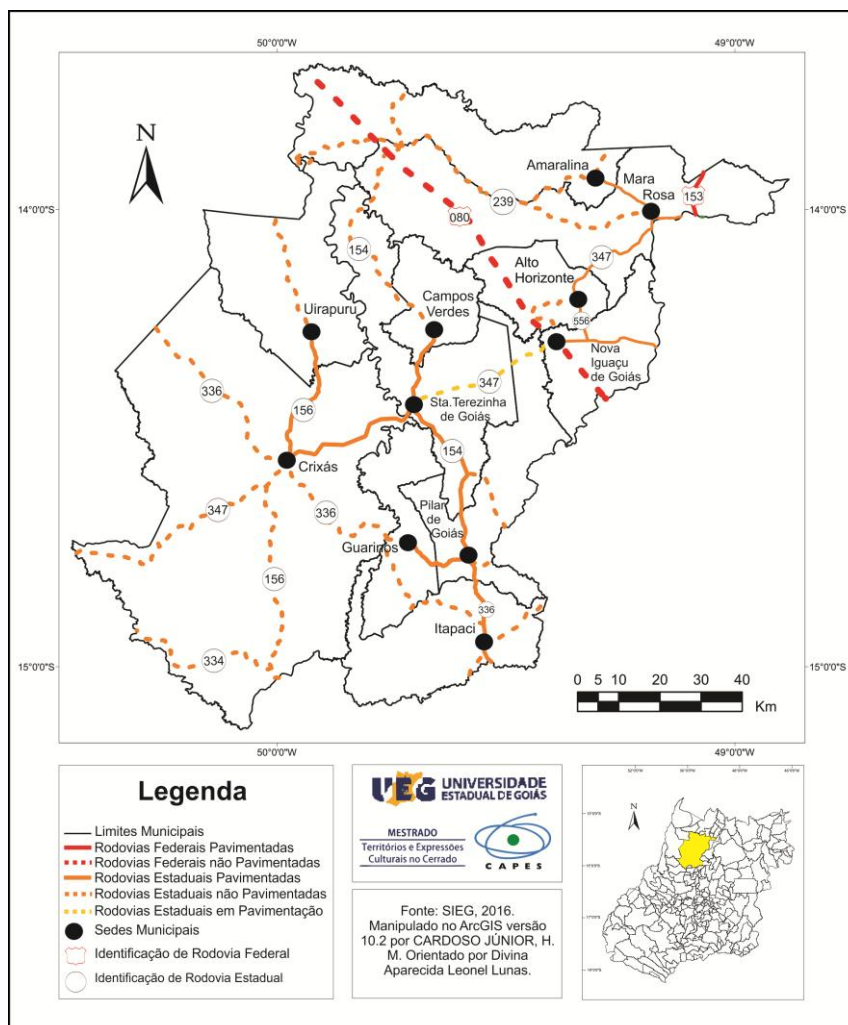 50°0'0"W
49°0'0"W
N
Amaralina
Mara
Rosa
153
14°0'0"S
14°0'0"S
239
080
154
347
Alto
Horizonte
Uirapuru
Campos
Verdes
556
Nova
Iguaçu
de Goiás
336
347
156
Sta.Terezinha
de Goiás
154
Crixás
347
336
Pilar
de
Goiás
Guarinos
156
336
Itapaci
334
15°0'0"S
15°0'0"S
0 5 10 20 30 40
Km
50°0'0"W
49°0'0"W
Legenda
Limites Municipais
Rodovias Federais Pavimentadas
Rodovias Federais não Pavimentadas
Rodovias Estaduais Pavimentadas
Rodovias Estaduais não Pavimentadas
Rodovias Estaduais em Pavimentação
Sedes Municipais
Identificação de Rodovia Federal
Identificação de Rodovia Estadual
UEG UNIVERSIDADE
ESTADUAL DE GOIÁS
MESTRADO
Territórios e Expressões
Culturais no Cerrado
CAPES
Fonte: SIEG, 2016.
Manipulado no ArcGIS versão
10.2 por CARDOSO JÚNIOR, H.
M. Orientado por Divina
Aparecida Leonel Lunas.
N